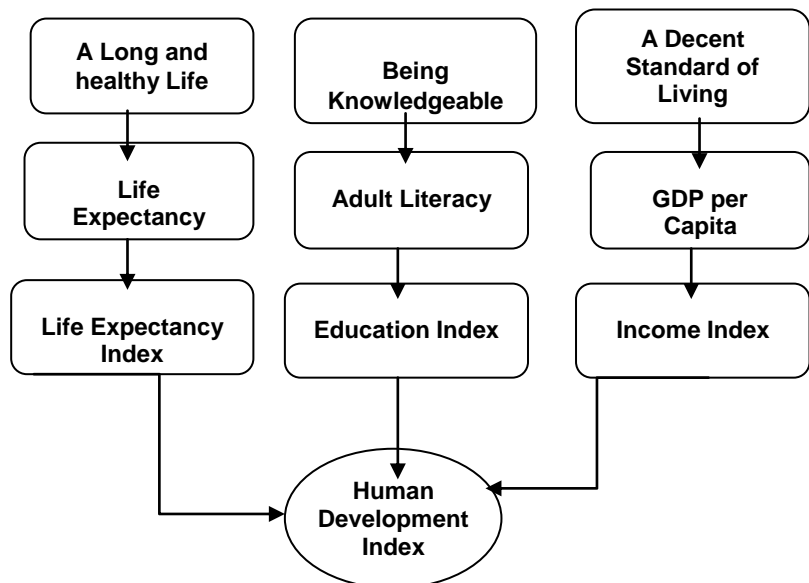 A Long and
healthy Life
Being
Knowledgeable
A Decent
Standard of
Living
Life
Expectancy
Adult Literacy
GDP per
Capita
Life Expectancy
Index
Education Index
Income Index
Human
Development
Index